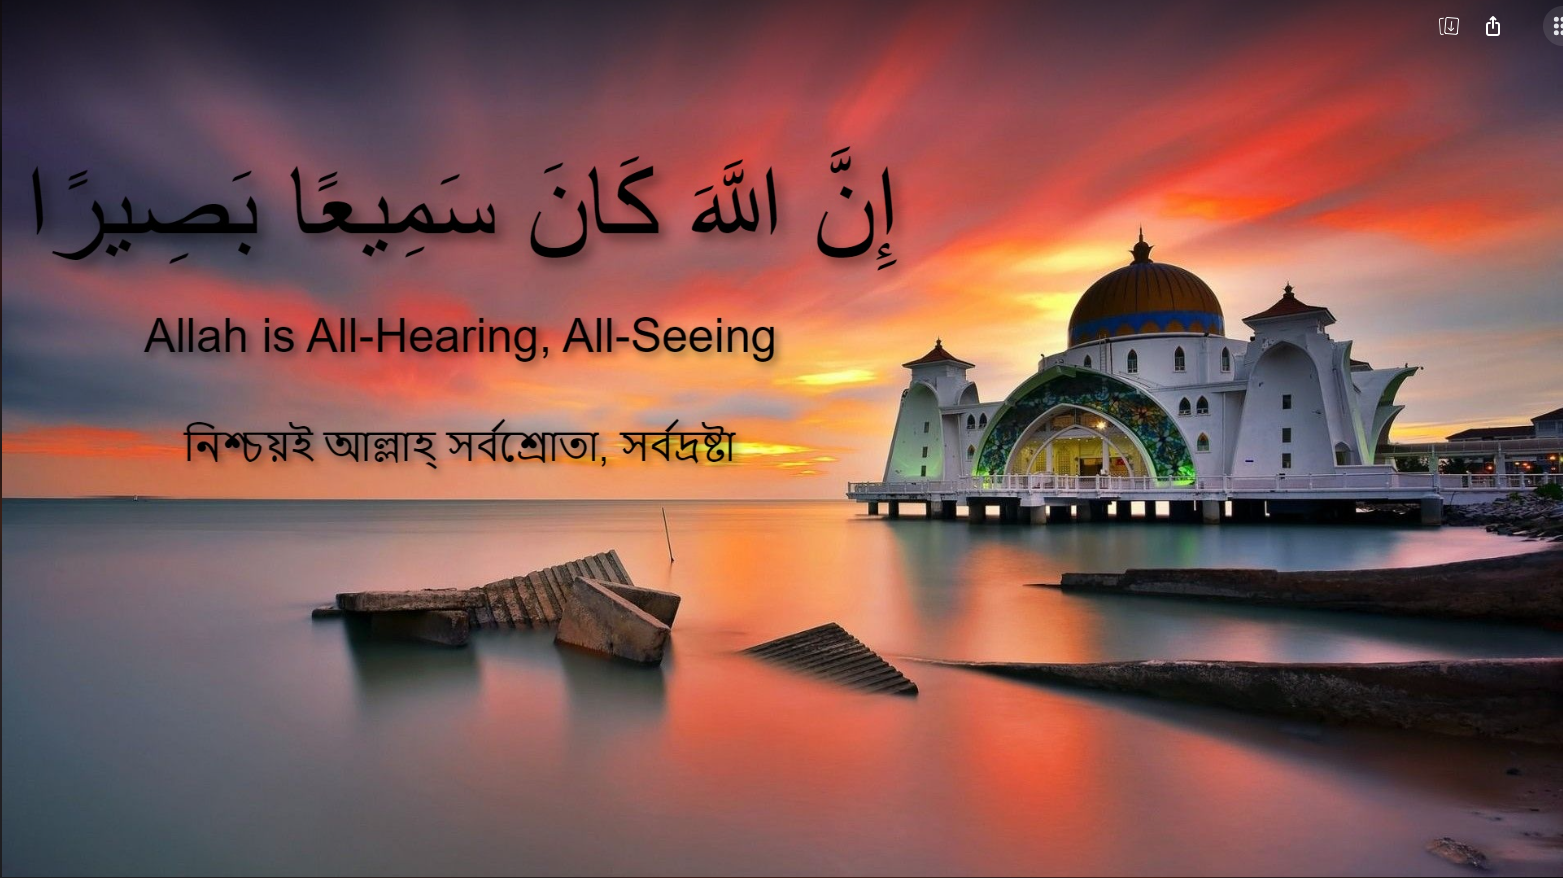 إِنَّ اللَّهَ كَانَ سَمِيعًا بَصِيرًا
Allah is All-Hearing, All-Seeing
নিশ্চয়ই আল্লাহ্ সর্বশ্রোতা, সর্বদ্রষ্টা